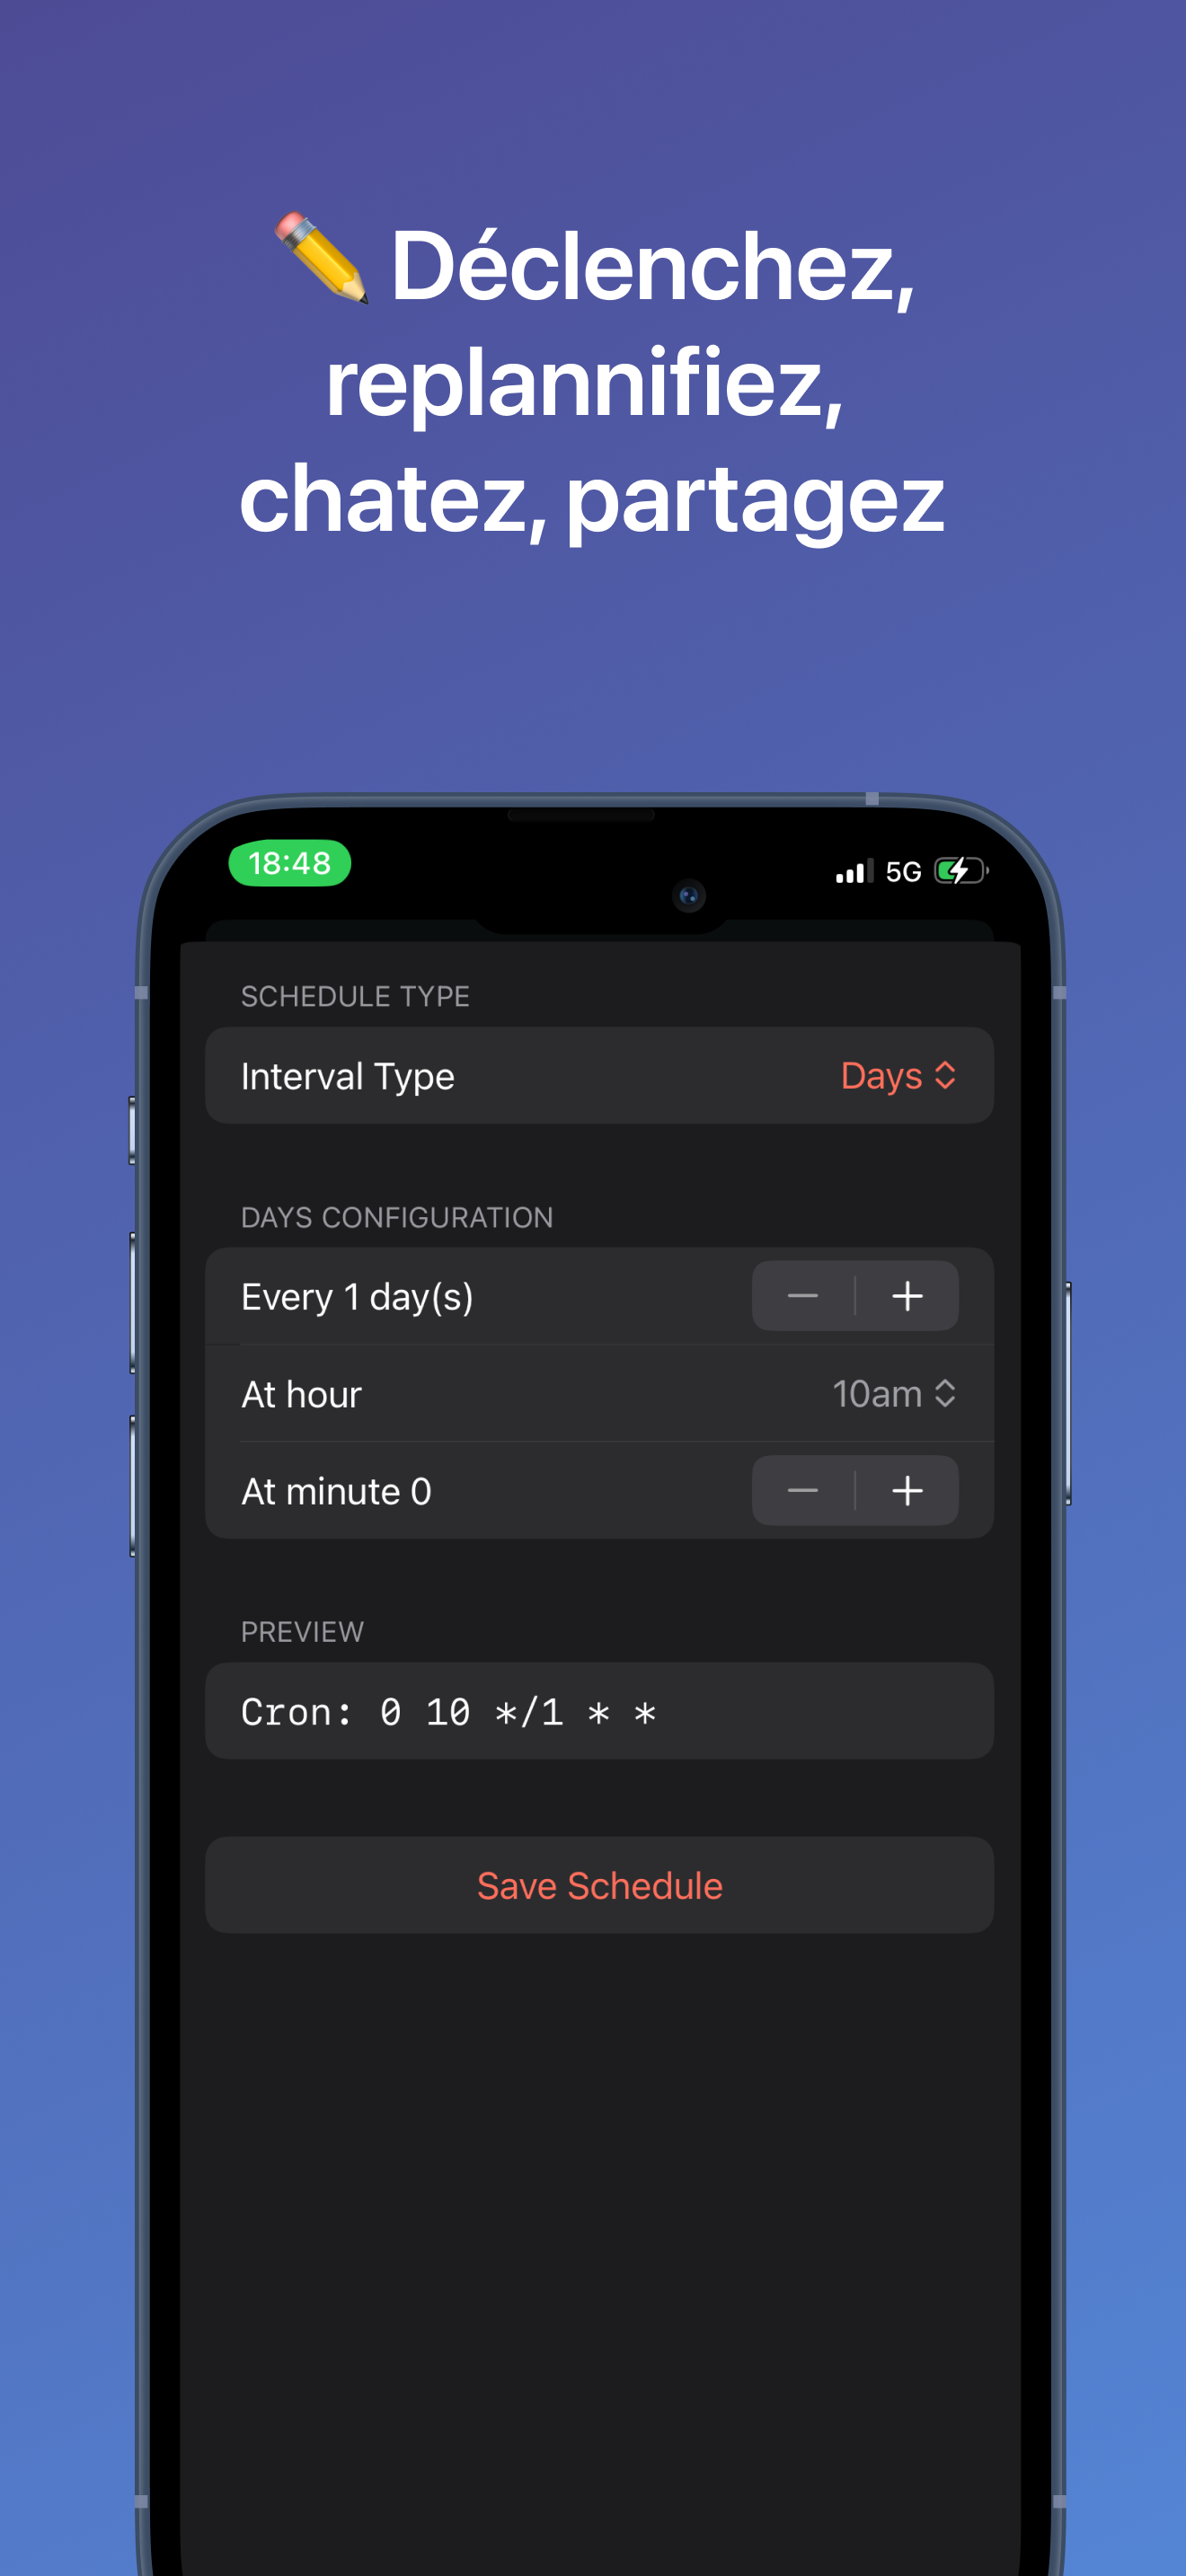 ✏️ Déclenchez,
replannifiez,
chatez, partagez
18:48
5G
SCHEDULE TYPE
Interval Type Days
DAYS CONFIGURATION
Every 1 day(s) − +
At hour 10am
At minute 0 − +
PREVIEW
Cron: 0 10 */1 * *
Save Schedule